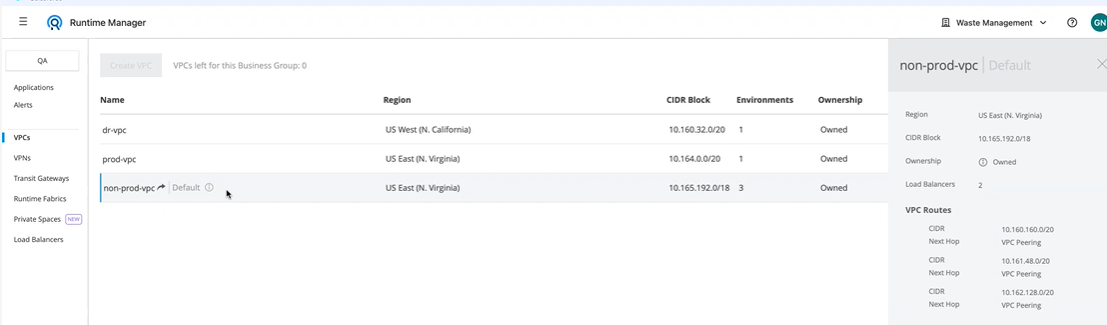 Runtime Manager
Waste Management
GN
QA
Applications
Alerts
VPCs
VPNs
Transit Gateways
Runtime Fabrics
Private Spaces NEW
Load Balancers
Create VPC VPCs left for this Business Group: 0
Name Region CIDR Block Environments Ownership
dr-vpc US West (N. California) 10.160.32.0/20 1 Owned
prod-vpc US East (N. Virginia) 10.164.0.0/20 1 Owned
non-prod-vpc Default US East (N. Virginia) 10.165.192.0/18 3 Owned
non-prod-vpc Default
Region US East (N. Virginia)
CIDR Block 10.165.192.0/18
Ownership Owned
Load Balancers 2
VPC Routes
CIDR 10.160.160.0/20
Next Hop VPC Peering
CIDR 10.161.48.0/20
Next Hop VPC Peering
CIDR 10.162.128.0/20
Next Hop VPC Peering